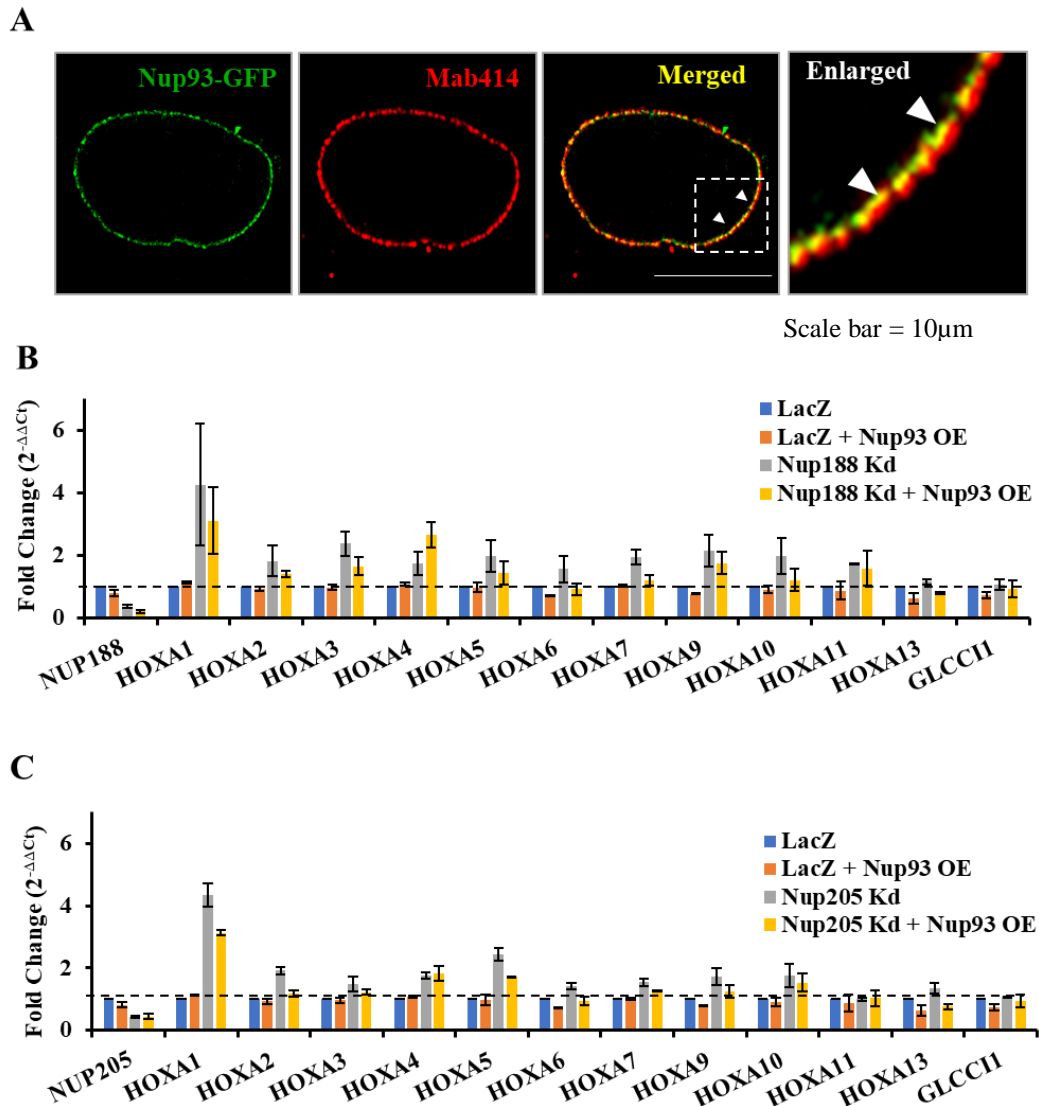 A
Nup93-GFP
Mab414
Merged
Enlarged
Scale bar = 10µm
B
Fold Change (2-ΔΔCt)
6
4
2
0
LacZ
LacZ + Nup93 OE
Nup188 Kd
Nup188 Kd + Nup93 OE
NUP188
HOXA1
HOXA2
HOXA3
HOXA4
HOXA5
HOXA6
HOXA7
HOXA9
HOXA10
HOXA11
HOXA13
GLCCI1
C
Fold Change (2-ΔΔCt)
6
4
2
0
LacZ
LacZ + Nup93 OE
Nup205 Kd
Nup205 Kd + Nup93 OE
NUP205
HOXA1
HOXA2
HOXA3
HOXA4
HOXA5
HOXA6
HOXA7
HOXA9
HOXA10
HOXA11
HOXA13
GLCCI1